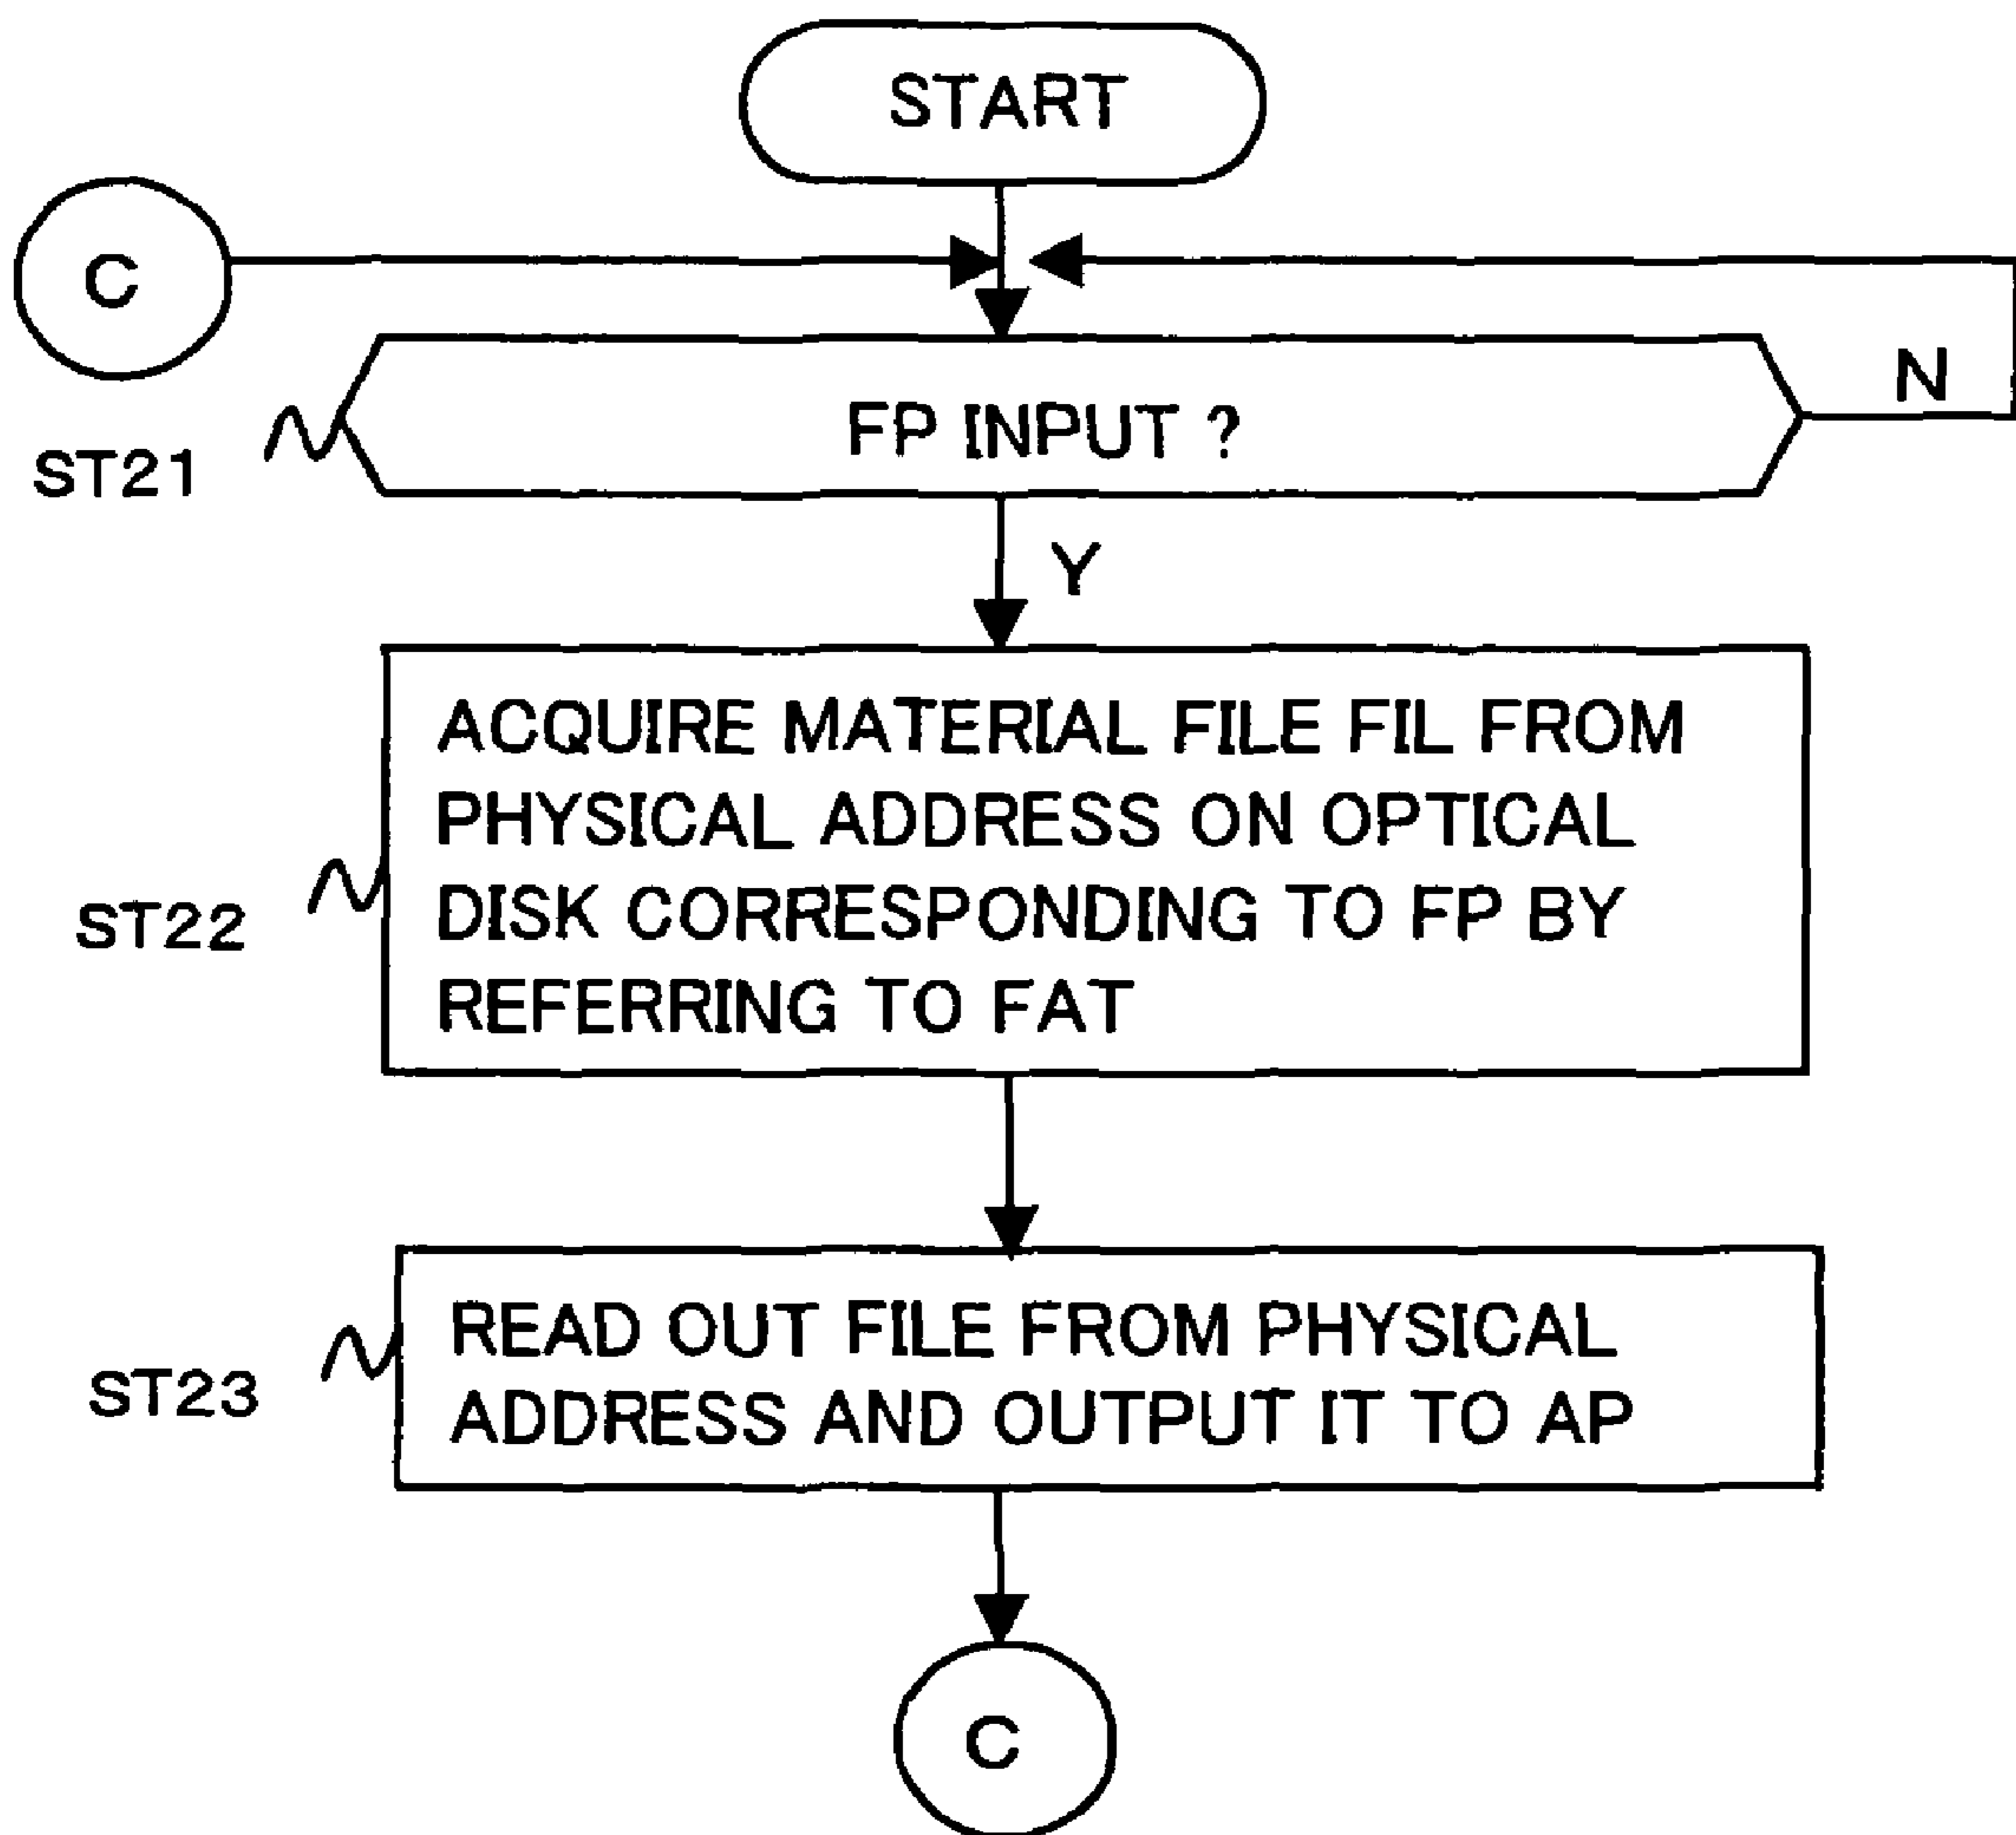 START
C
N
FP INPUT ?
ST21
Y
ACQUIRE MATERIAL FILE FIL FROM
PHYSICAL ADDRESS ON OPTICAL
DISK CORRESPONDING TO FP BY
REFERRING TO FAT
ST22
READ OUT FILE FROM PHYSICAL
ADDRESS AND OUTPUT IT TO AP
ST23
C